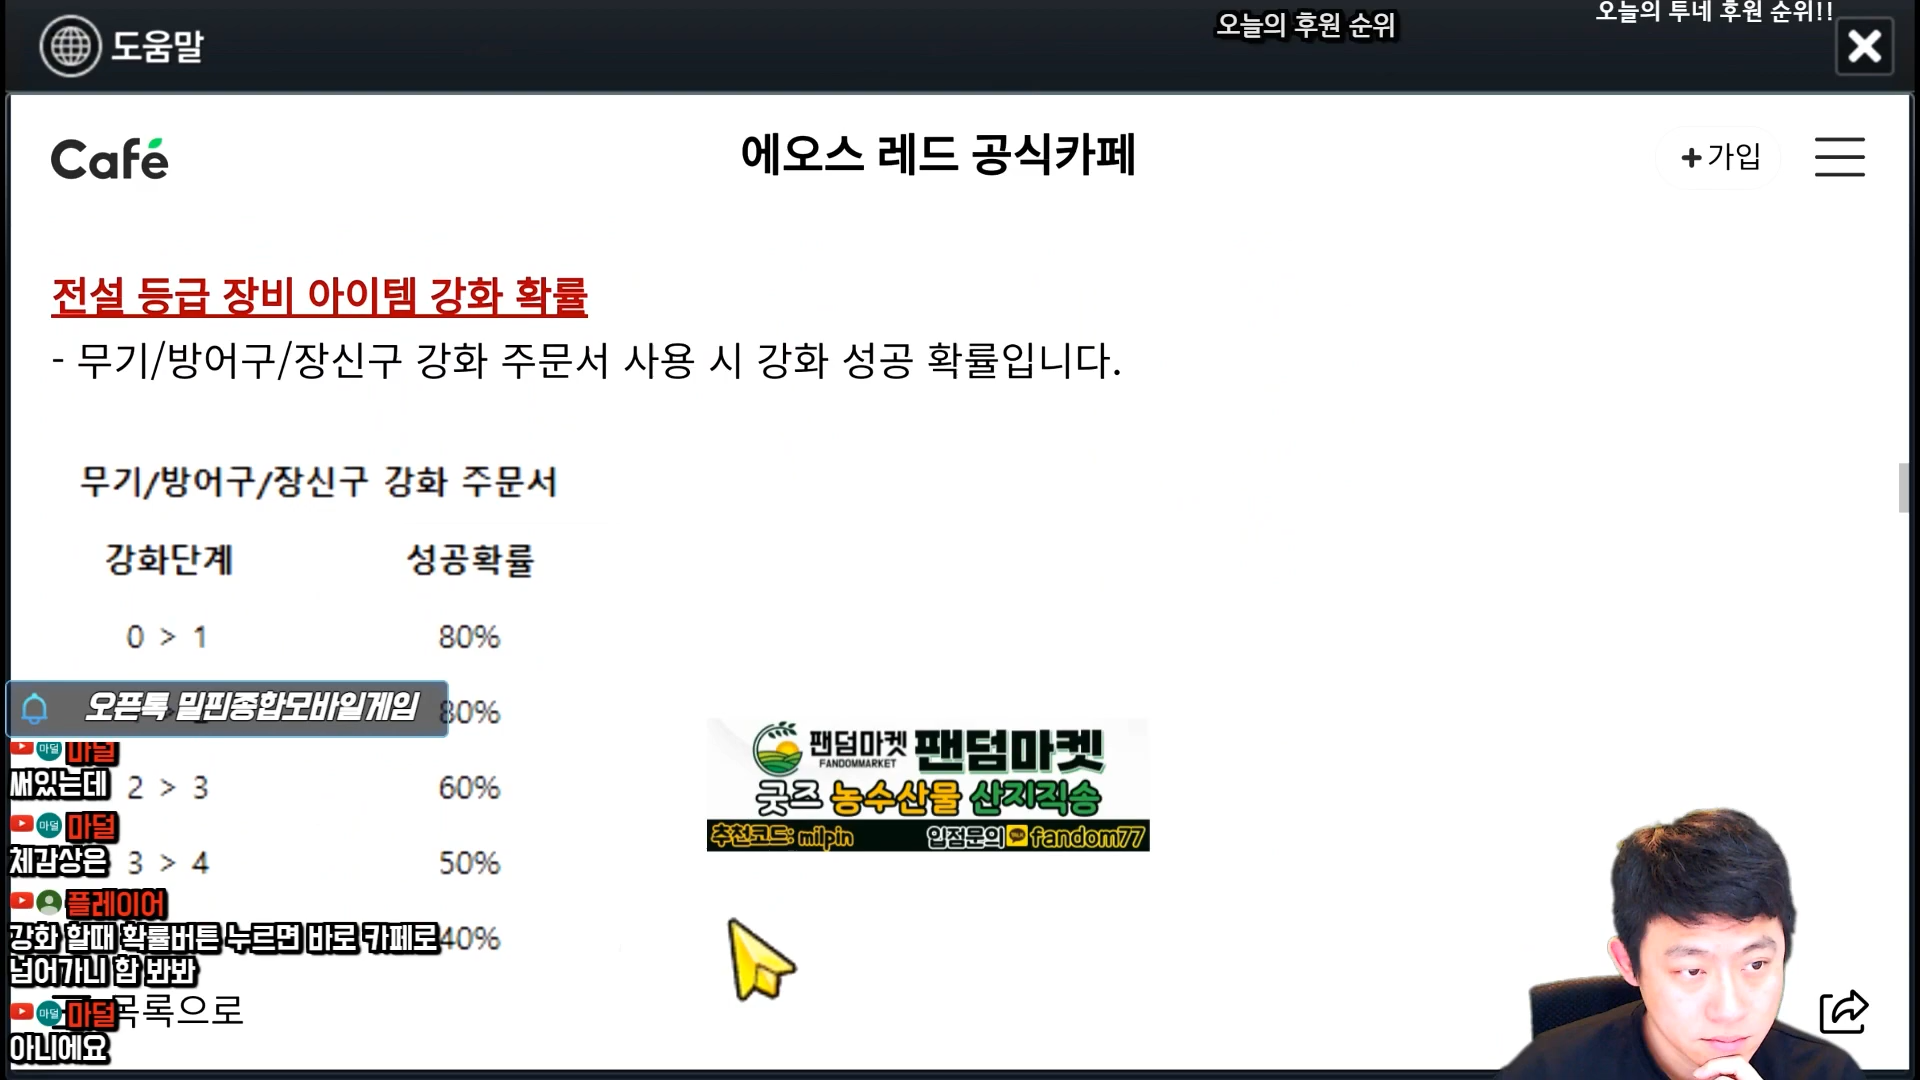 도움말
오늘의 후원 순위
오늘의 투네 후원 순위!!
Café
에오스 레드 공식카페
+가입
전설 등급 장비 아이템 강화 확률
- 무기/방어구/장신구 강화 주문서 사용 시 강화 성공 확률입니다.
무기/방어구/장신구 강화 주문서
강화단계 성공확률
0 > 1 80%
오픈톡 밀핀종합모바일게임
80%
마덜 마덜
써있는데
2 > 3 60%
마덜 마덜
체감상은
3 > 4 50%
플레이어
강화 할때 확률버튼 누르면 바로 카페로
넘어가니 함 봐봐
40%
마덜 마덜
목록으로
아니에요
팬덤마켓 FANDOMMARKET 팬덤마켓
굿즈 농수산물 산지직송
추천코드: milpin 입점문의 TALK fandom77